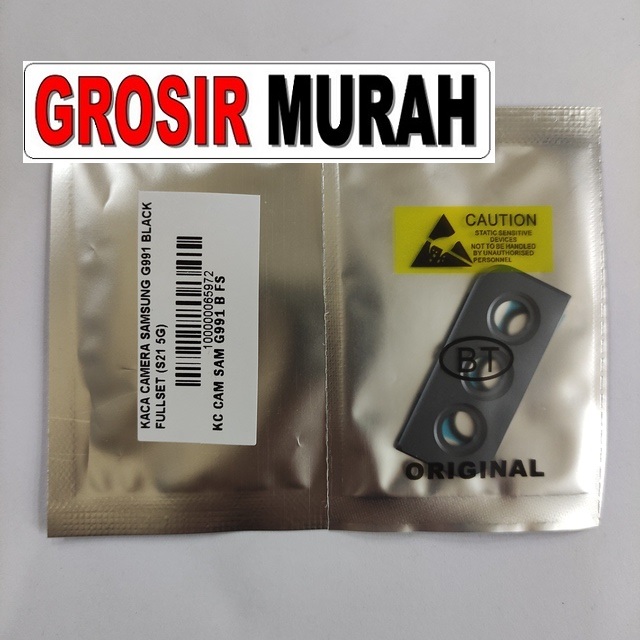 GROSIR MURAH
KACA CAMERA SAMSUNG G991 BLACK
FULLSET (S21 5G)
100000065972
KC CAM SAM G991 B FS
CAUTION
STATIC SENSITIVE
DEVICES
NOT TO BE HANDLED
BY UNAUTHORISED
PERSONNEL
BT
ORIGINAL